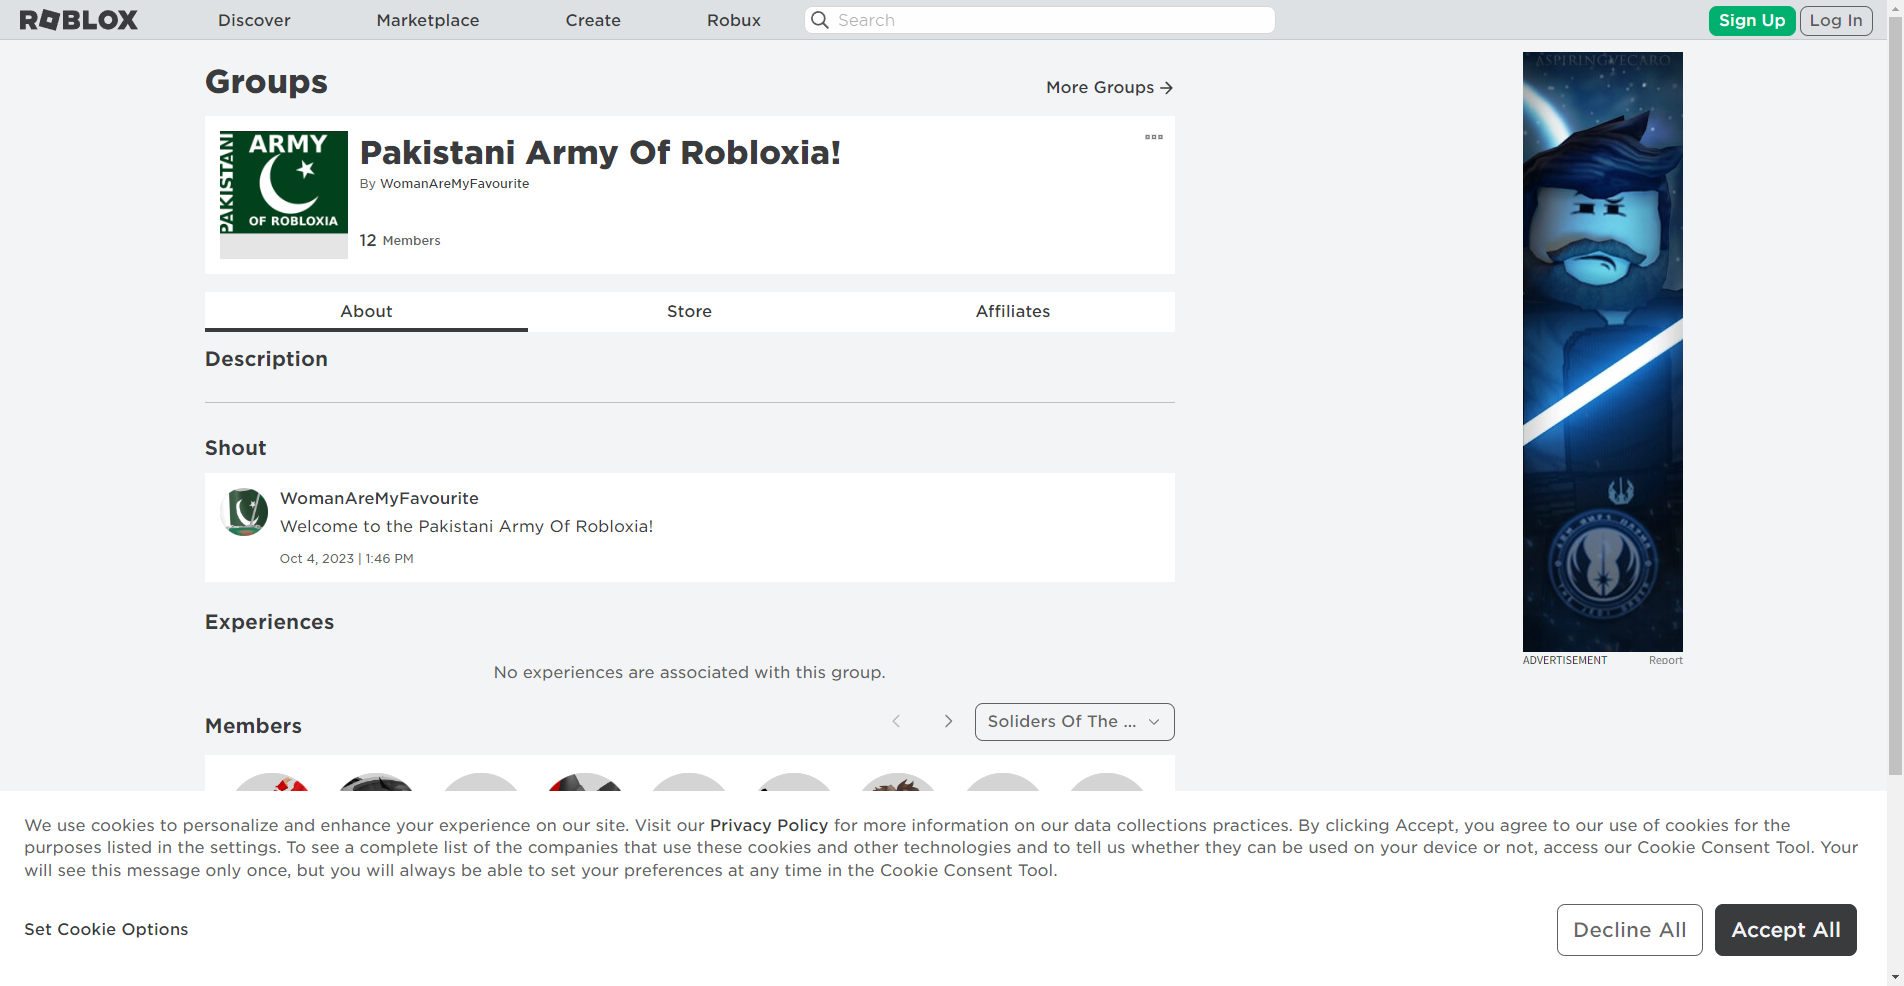 ROBLOX
Discover
Marketplace
Create
Robux
Search
Sign Up
Log In
Groups
More Groups
PAKISTANI
ARMY
OF ROBLOXIA
Pakistani Army Of Robloxia!
By WomanAreMyFavourite
12 Members
About
Store
Affiliates
Description
Shout
WomanAreMyFavourite
Welcome to the Pakistani Army Of Robloxia!
Oct 4, 2023 | 1:46 PM
Experiences
No experiences are associated with this group.
Members
Soliders Of The ...
ASPIRINGVECARO
ADVERTISEMENT
Report
We use cookies to personalize and enhance your experience on our site. Visit our Privacy Policy for more information on our data collections practices. By clicking Accept, you agree to our use of cookies for the
purposes listed in the settings. To see a complete list of the companies that use these cookies and other technologies and to tell us whether they can be used on your device or not, access our Cookie Consent Tool. Your
will see this message only once, but you will always be able to set your preferences at any time in the Cookie Consent Tool.
Set Cookie Options
Decline All
Accept All